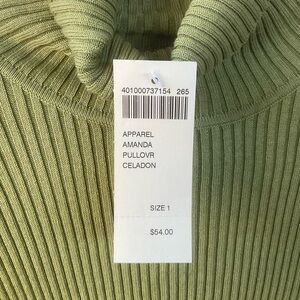 401000737154 265
APPAREL
AMANDA
PULLOVR
CELADON
SIZE 1
$54.00